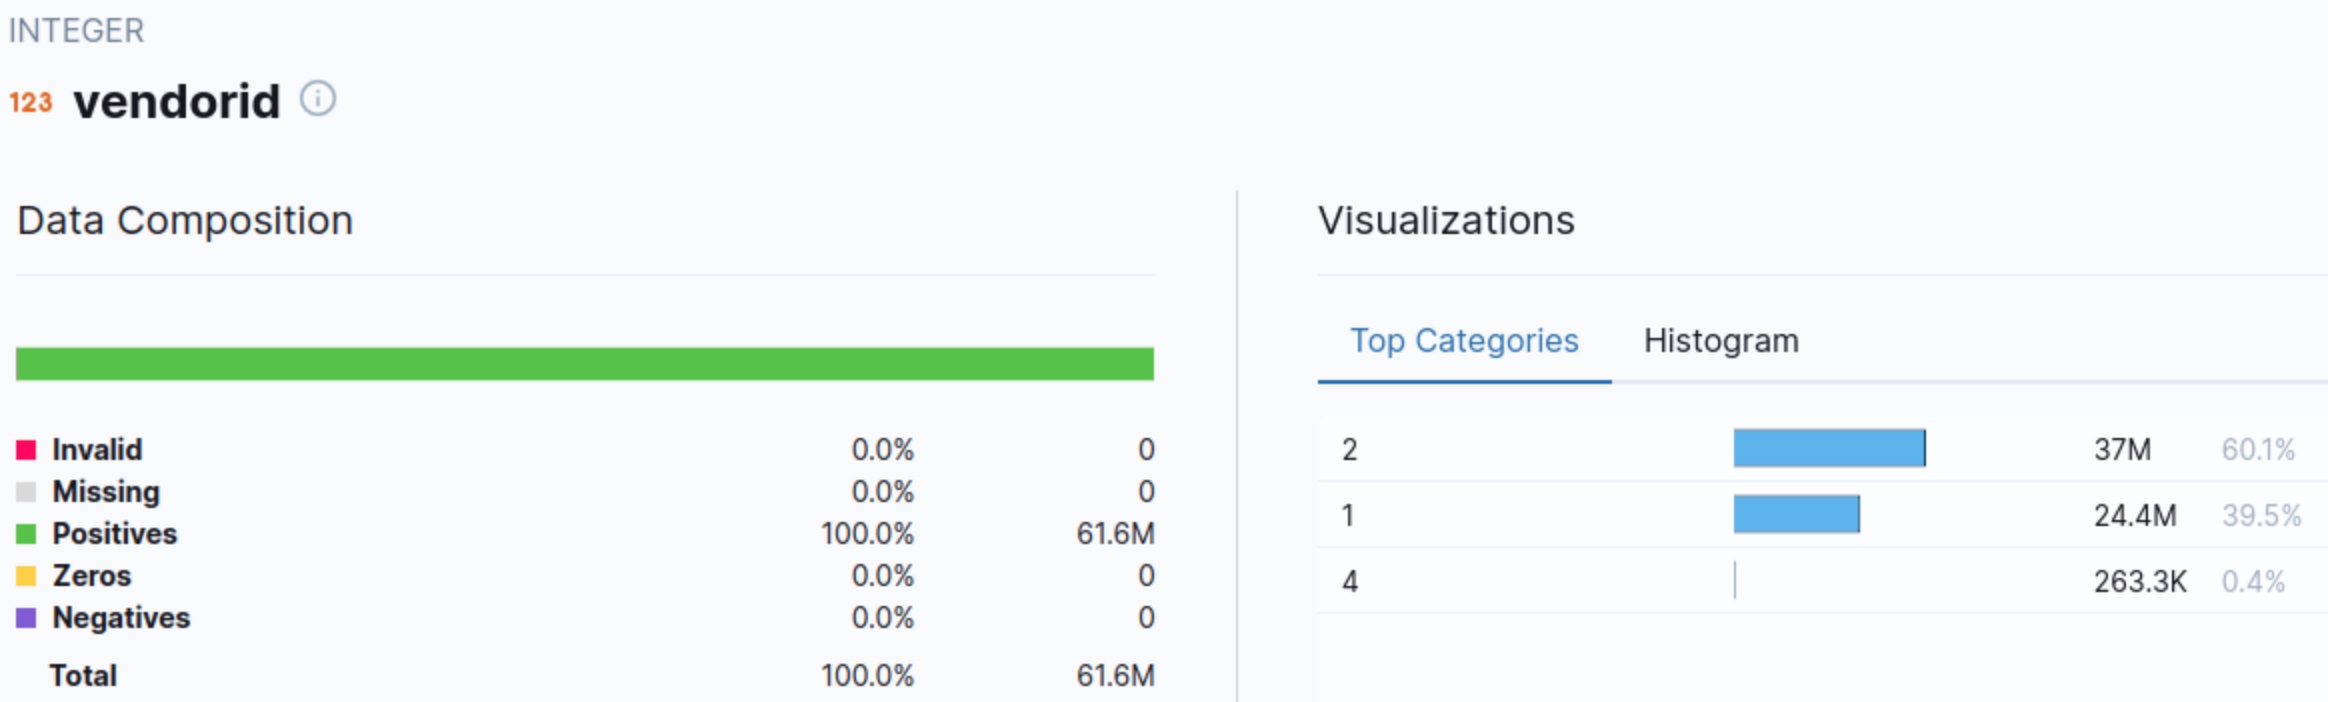 INTEGER
123 vendorid
Data Composition
Invalid 0.0% 0
Missing 0.0% 0
Positives 100.0% 61.6M
Zeros 0.0% 0
Negatives 0.0% 0
Total 100.0% 61.6M
Visualizations
Top Categories Histogram
2 37M 60.1%
1 24.4M 39.5%
4 263.3K 0.4%